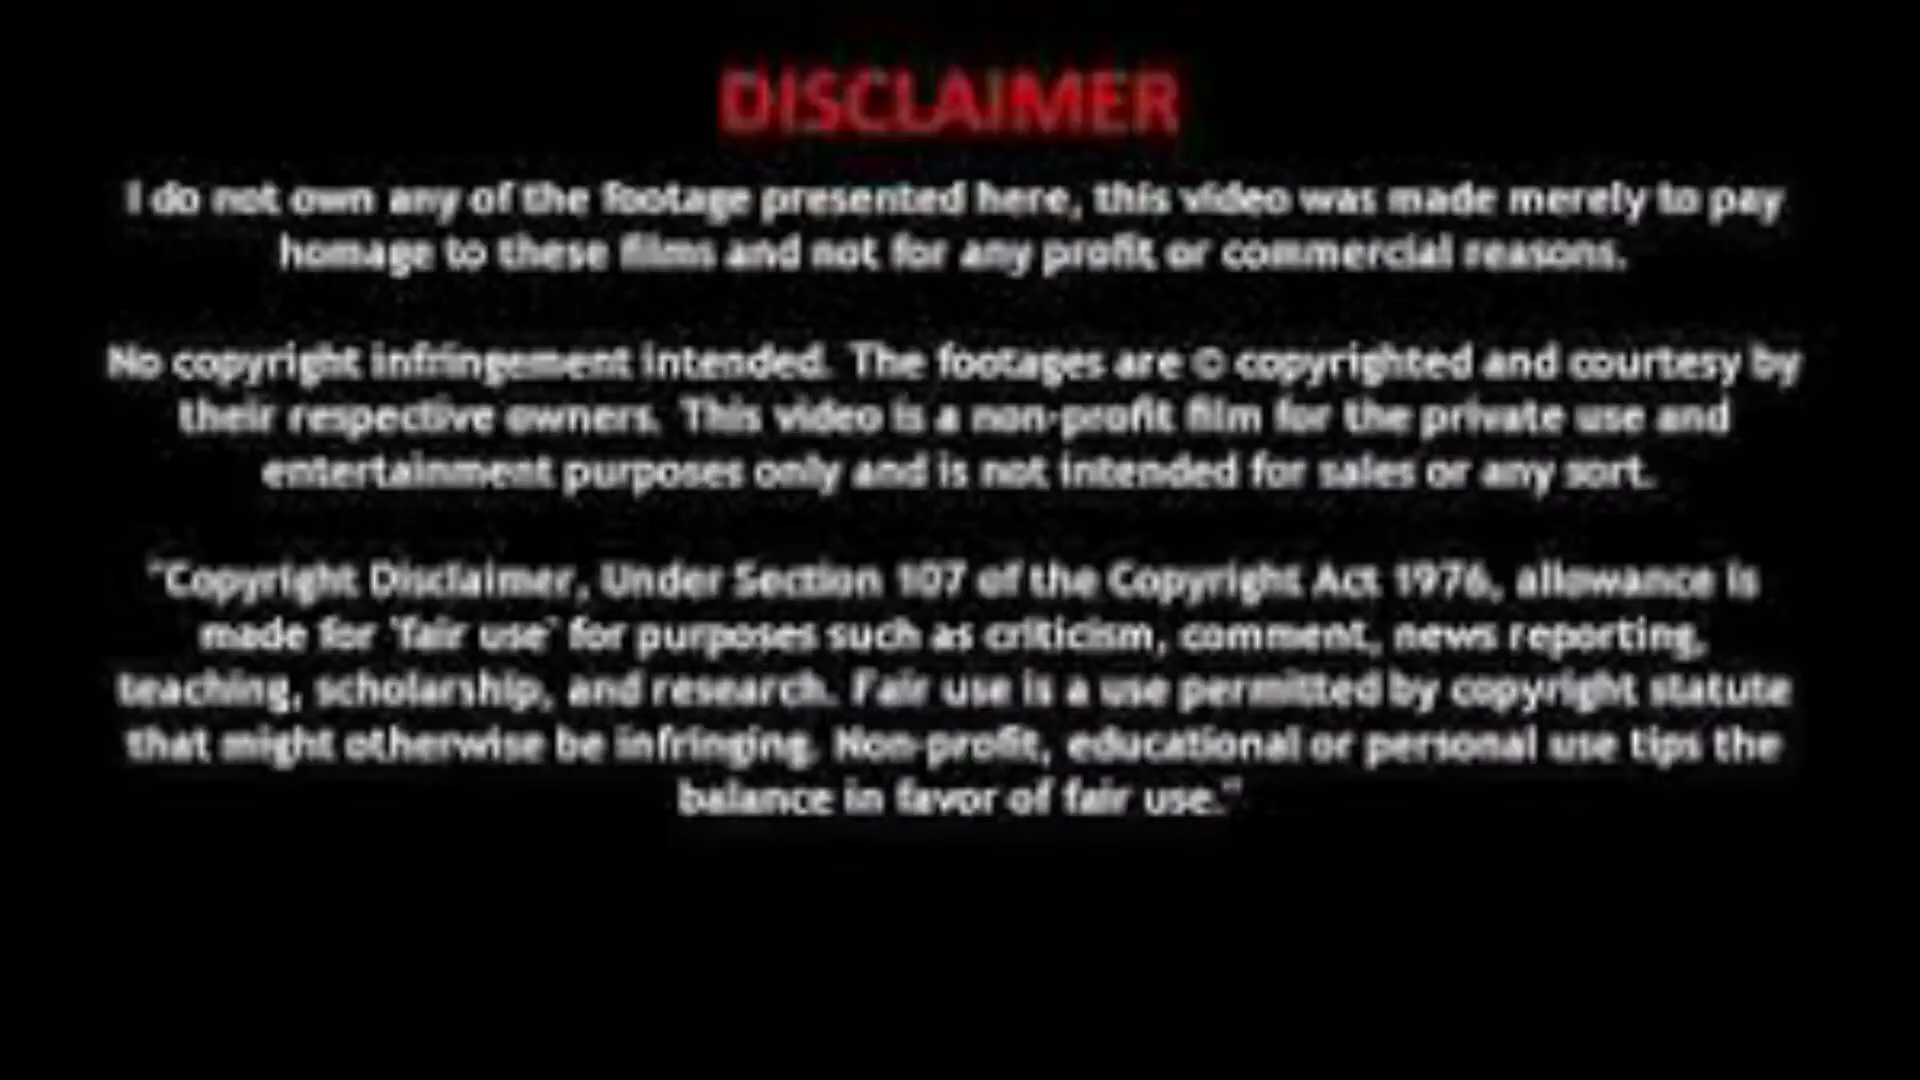 DISCLAIMER
I do not own any of the footage presented here, this video was made merely to pay
homage to these films and not for any profit or commercial reasons.
No copyright infringement intended. The footages are © copyrighted and courtesy by
their respective owners. This video is a non-profit film for the private use and
entertainment purposes only and is not intended for sales or any sort.
"Copyright Disclaimer, Under Section 107 of the Copyright Act 1976, allowance is
made for 'fair use' for purposes such as criticism, comment, news reporting,
teaching, scholarship, and research. Fair use is a use permitted by copyright statute
that might otherwise be infringing. Non-profit, educational or personal use tips the
balance in favor of fair use."